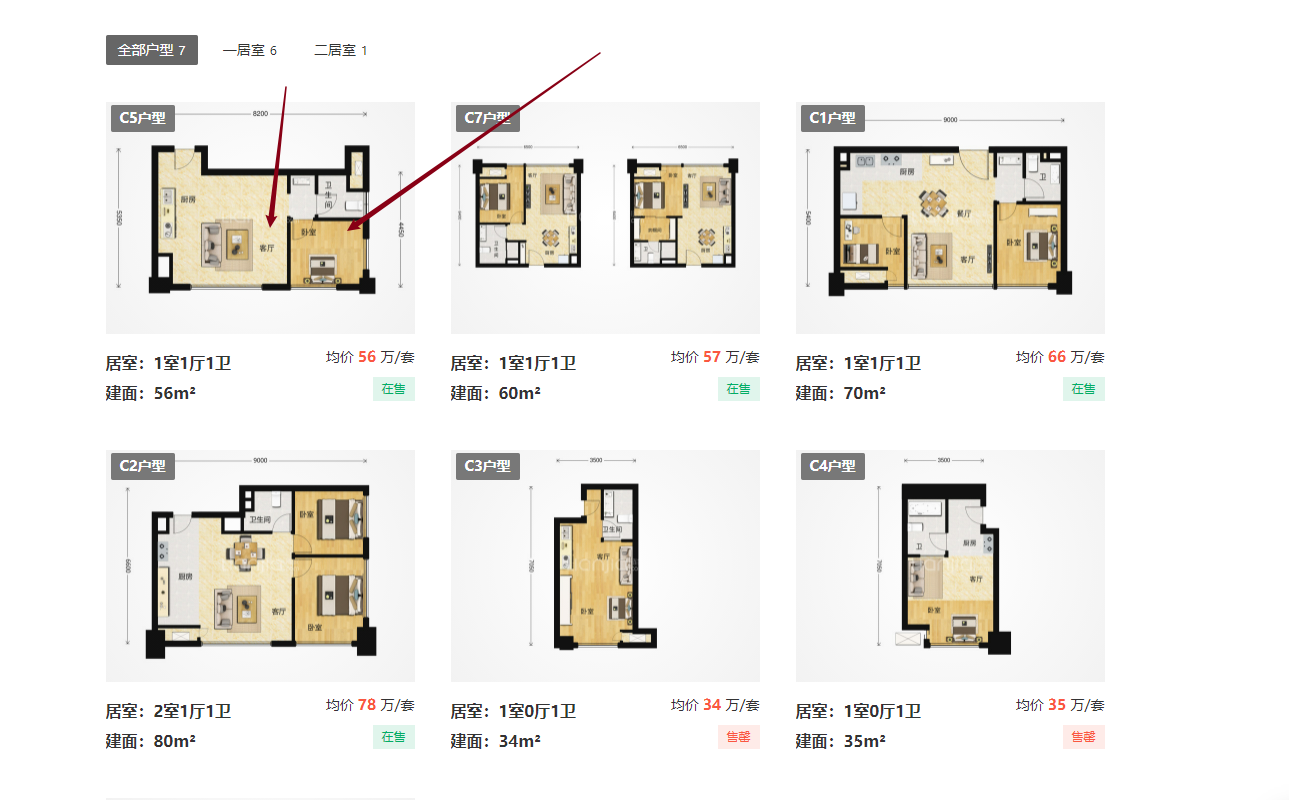 全部户型 7 一居室 6 二居室 1
C5户型
8200
5350
4450
厨房
卫生间
卧室
客厅
居室：1室1厅1卫
均价 56 万/套
建面：56m²
在售
C7户型
客厅
卧室
居室：1室1厅1卫
均价 57 万/套
建面：60m²
在售
C1户型
9000
5400
厨房
卫
餐厅
卧室
卧室
客厅
居室：1室1厅1卫
均价 66 万/套
建面：70m²
在售
C2户型
9000
6600
卫生间
卧室
厨房
客厅
卧室
居室：2室1厅1卫
均价 78 万/套
建面：80m²
在售
C3户型
3500
7050
卫生间
客厅
卧室
居室：1室0厅1卫
均价 34 万/套
建面：34m²
售罄
C4户型
3500
7050
卫
厨房
客厅
卧室
居室：1室0厅1卫
均价 35 万/套
建面：35m²
售罄